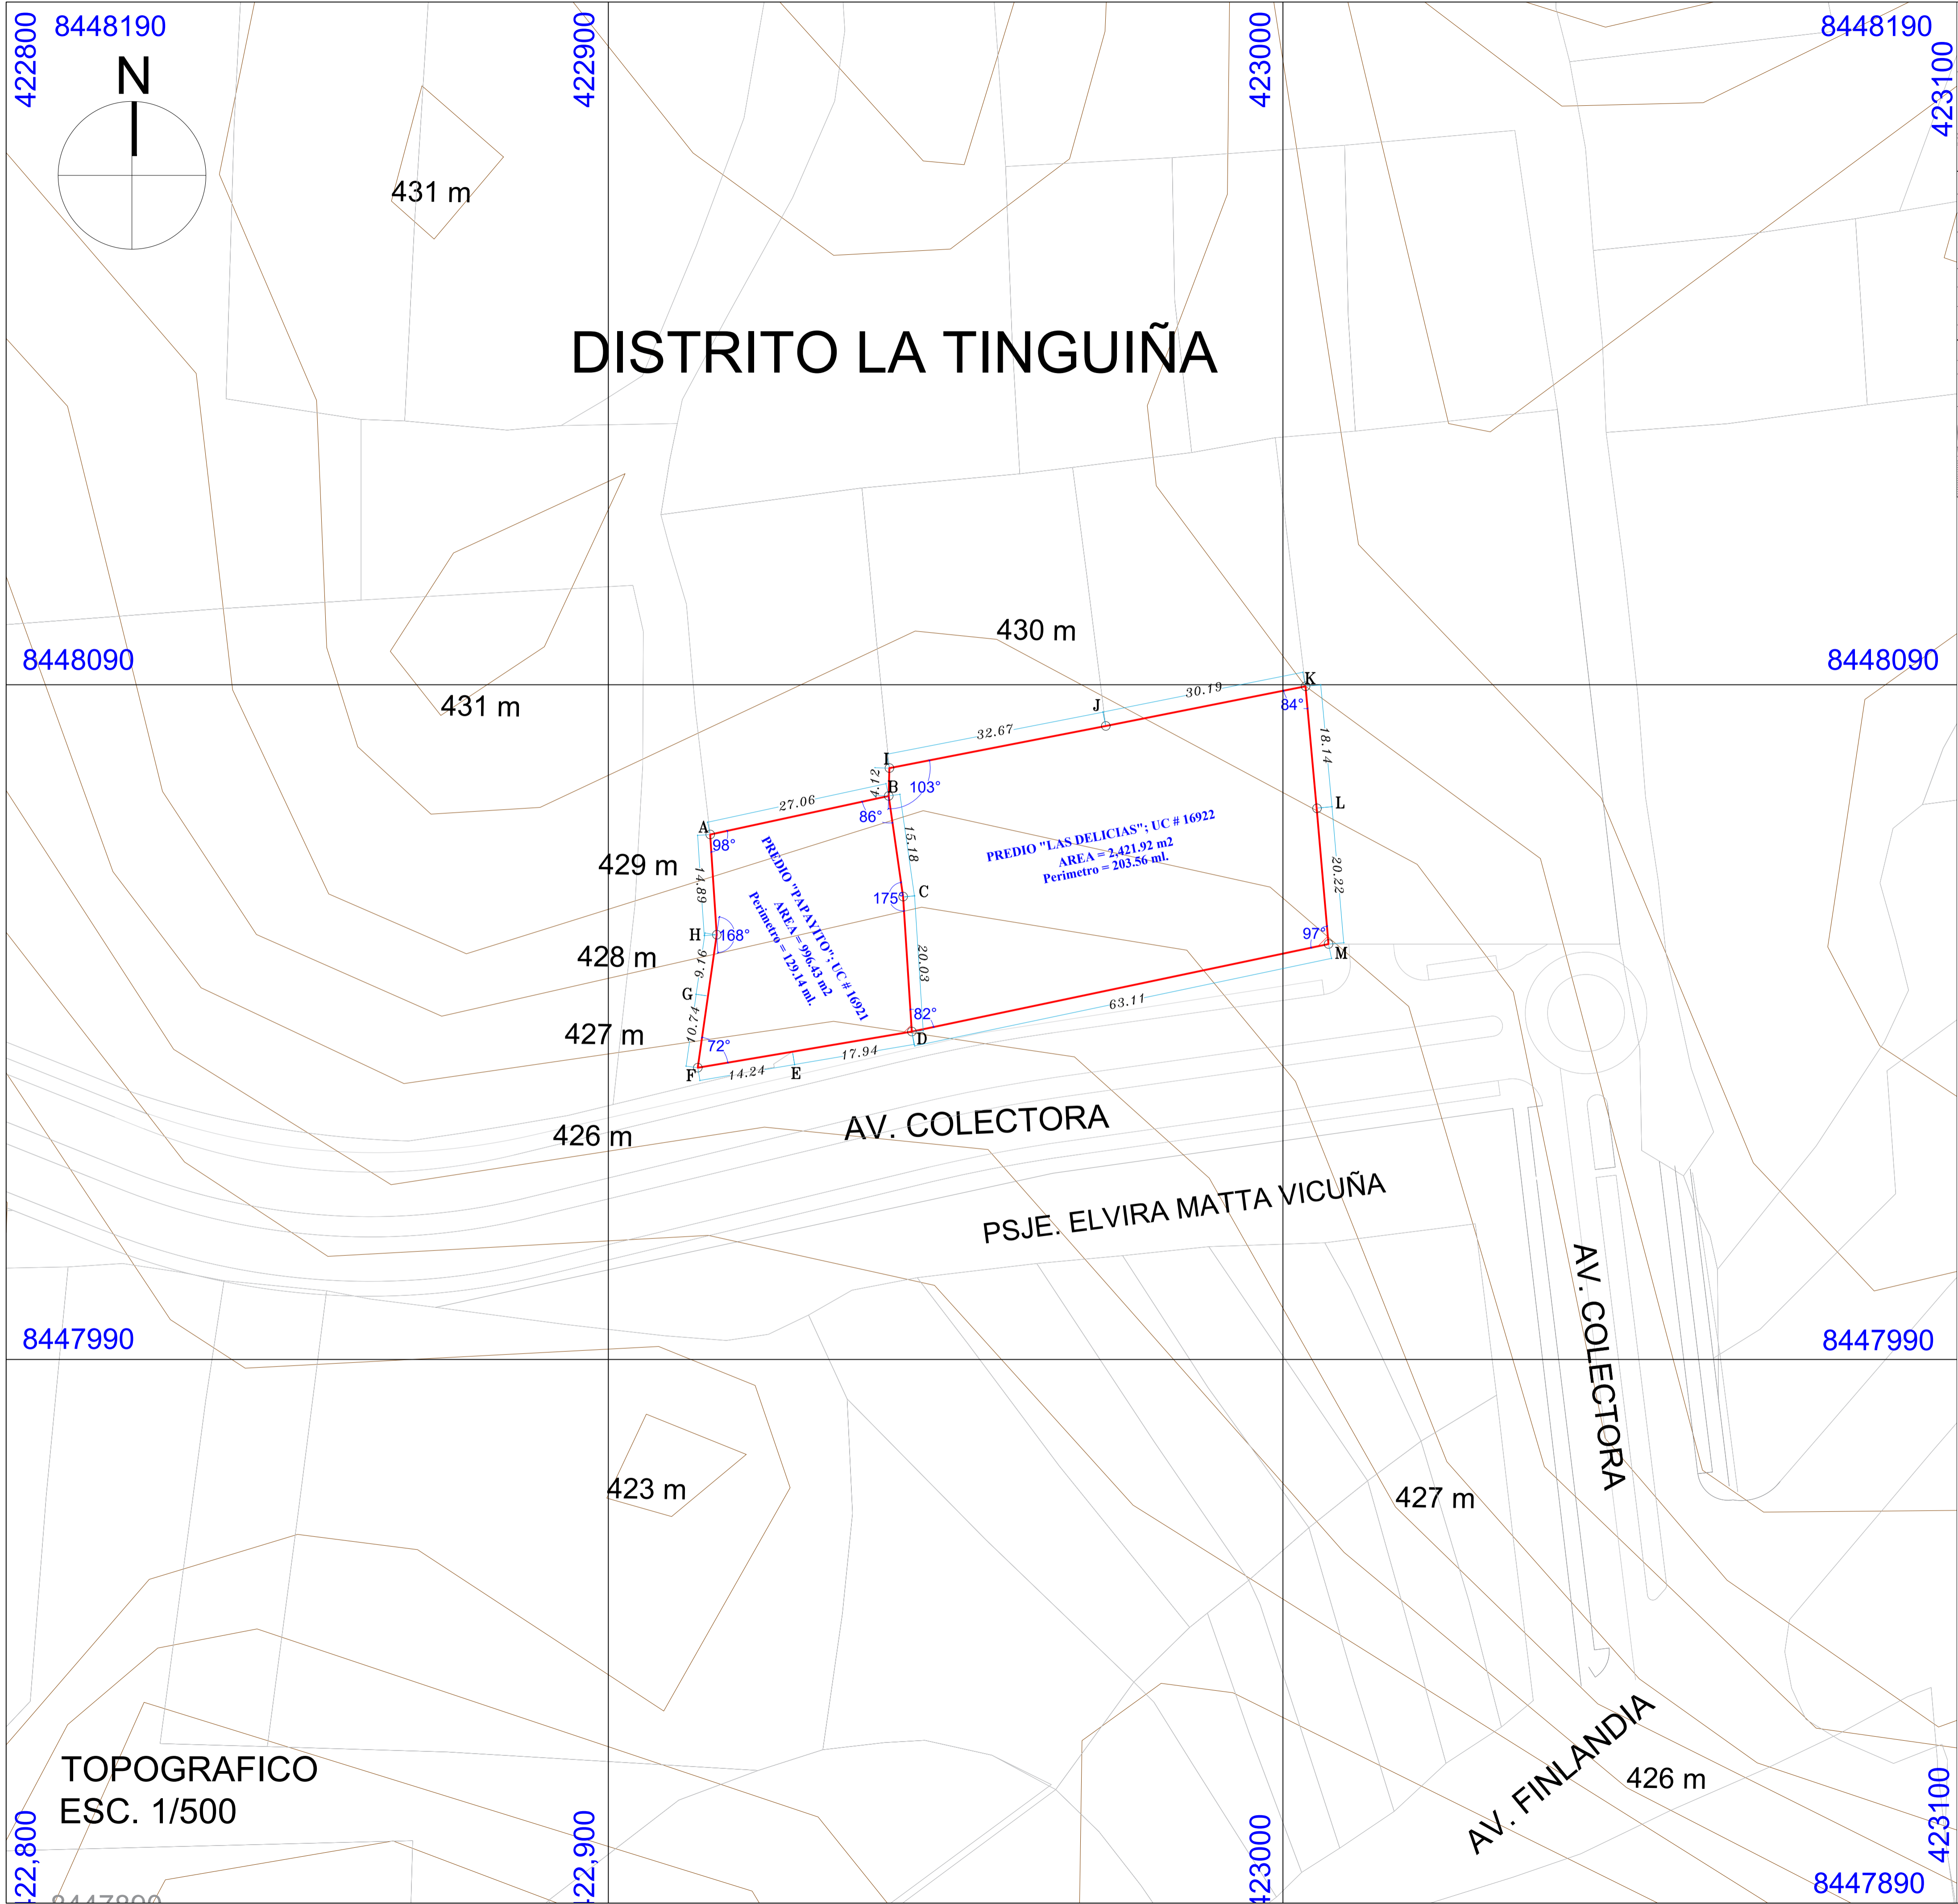 422800
8448190
422900
423000
8448190
423100
N
431 m
DISTRITO LA TINGUIÑA
430 m
8448090
8448090
431 m
K
30.19
84°
J
32.67
18.14
I
4.12
B
103°
27.06
86°
L
A
98°
15.18
PREDIO "LAS DELICIAS"; UC # 16922
AREA = 2,421.92 m2
Perimetro = 203.56 ml.
429 m
14.89
PREDIO "PAPAYITO"; UC # 16921
AREA = 996.43 m2
Perimetro = 129.14 ml.
175°
C
20.22
H
168°
97°
M
428 m
9.16
20.03
G
63.11
10.74
82°
427 m
72°
D
17.94
F
14.24
E
AV. COLECTORA
426 m
PSJE. ELVIRA MATTA VICUÑA
AV. COLECTORA
8447990
8447990
423 m
427 m
AV. FINLANDIA
426 m
TOPOGRAFICO
ESC. 1/500
422,800
422,900
423000
423100
8447890
8447890